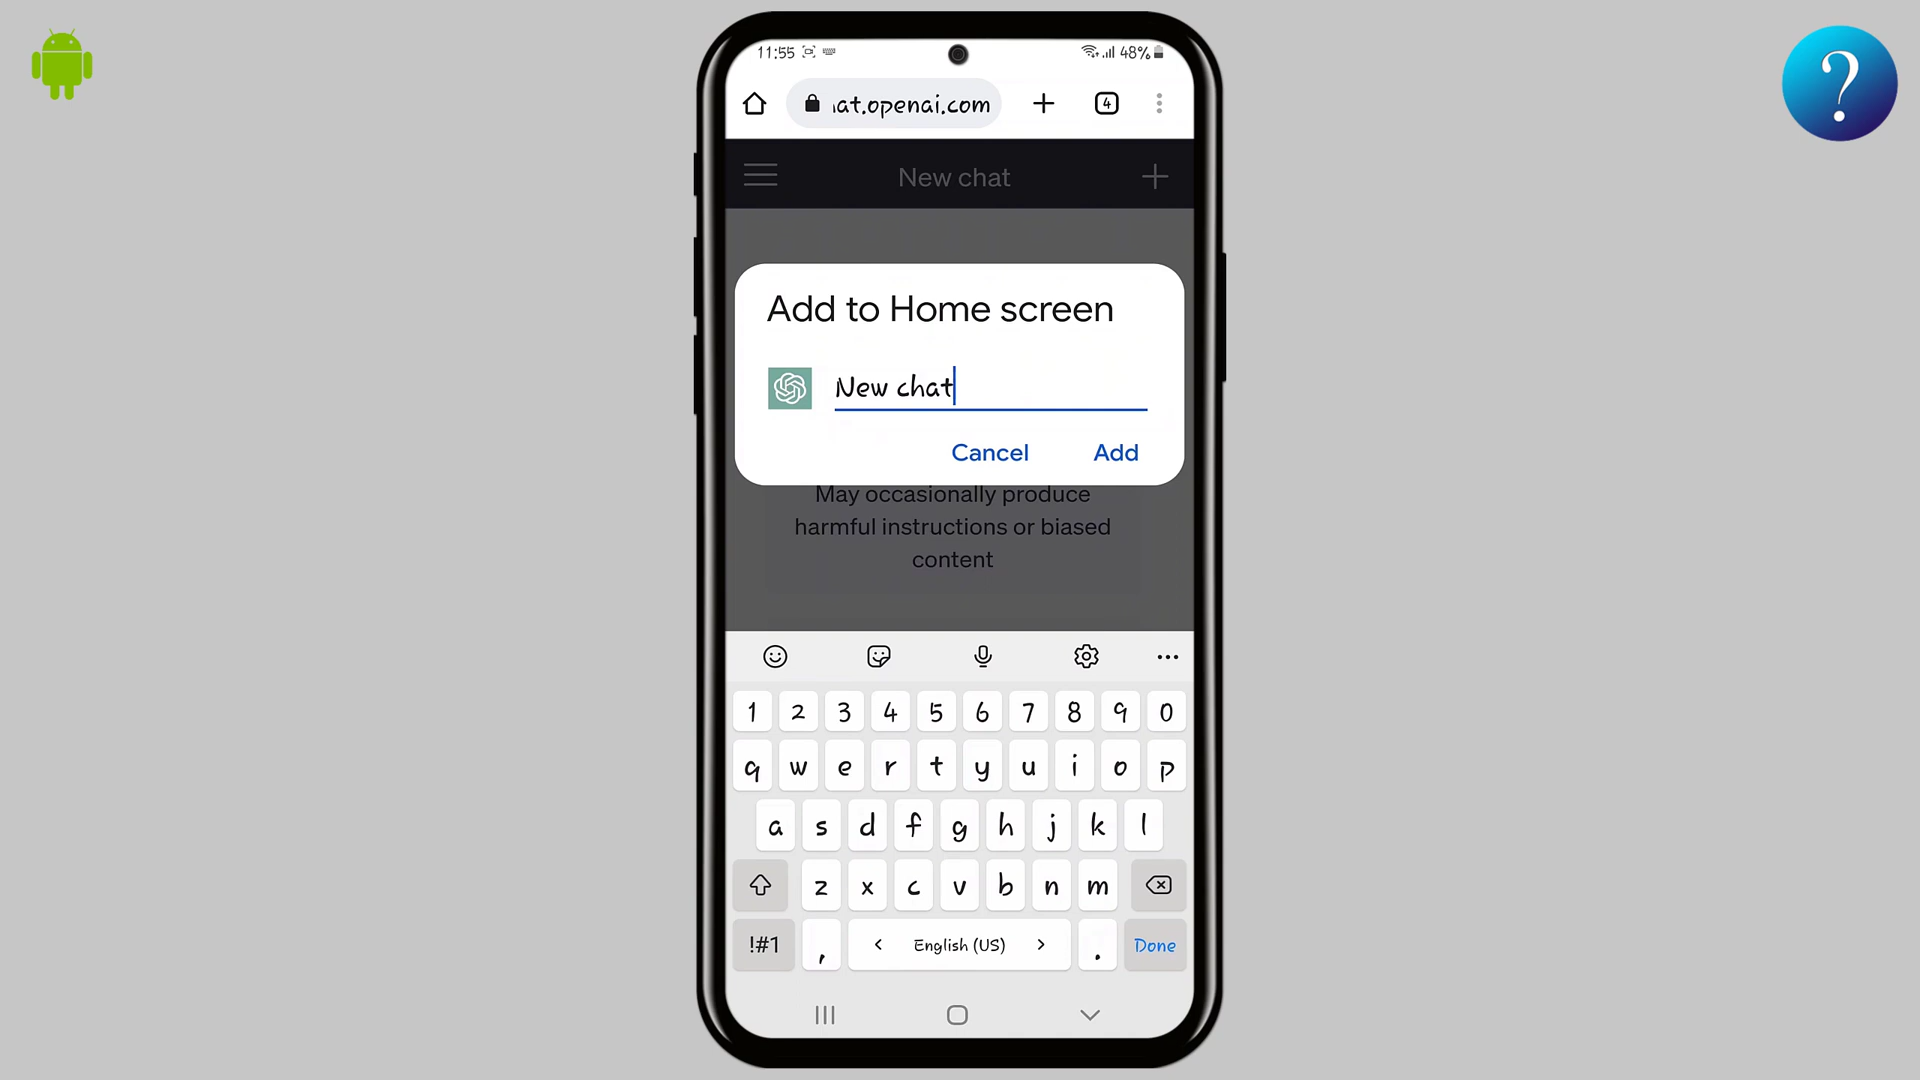 11:55 48%
at.openai.com 4
?
New chat
Add to Home screen
New chat
Cancel Add
May occasionally produce
harmful instructions or biased
content
1 2 3 4 5 6 7 8 9 0
q w e r t y u i o p
a s d f g h j k l
z x c v b n m
!#1 , < English (US) > . Done